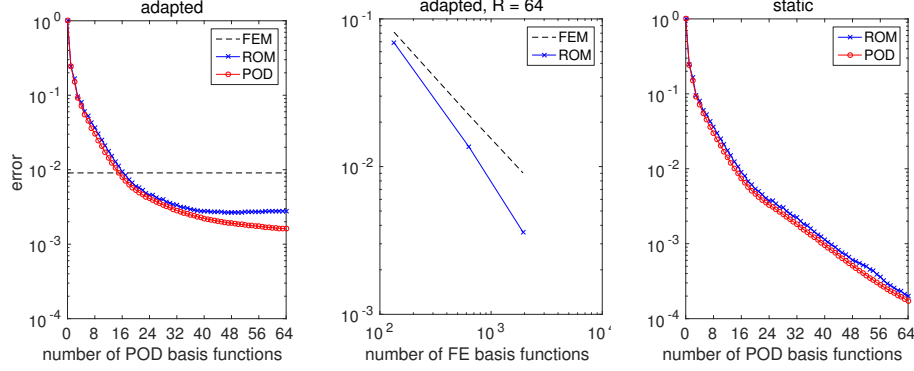 adapted
error
10^0
10^-1
10^-2
10^-3
10^-4
0 8 16 24 32 40 48 56 64
number of POD basis functions
FEM
ROM
POD
adapted, R = 64
10^-1
10^-2
10^-3
10^2 10^3 10^4
number of FE basis functions
FEM
ROM
static
10^0
10^-1
10^-2
10^-3
10^-4
0 8 16 24 32 40 48 56 64
number of POD basis functions
ROM
POD